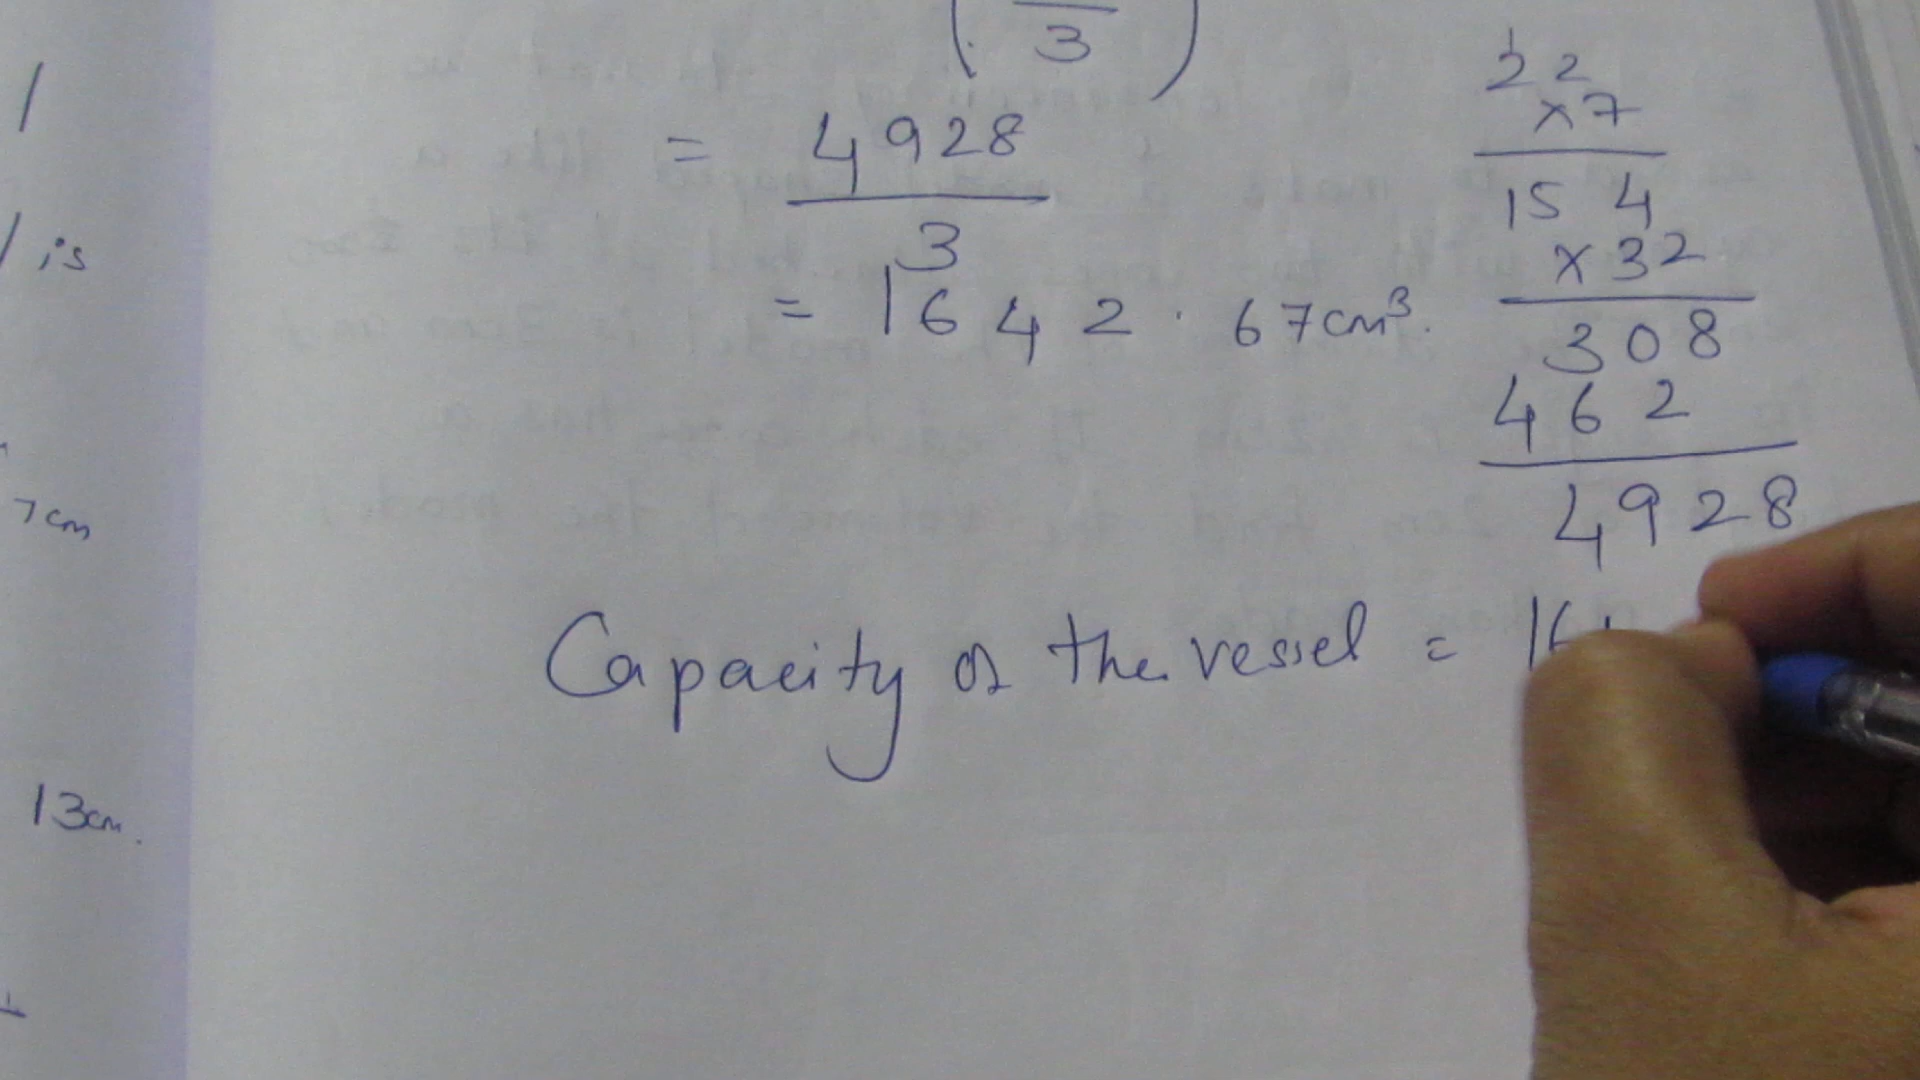 ( 3 )
= 4928
3
= 1642.67cm³.
Capacity of the vessel = 16
22
×7
154
×32
308
462
4928
is
7cm
13cm.